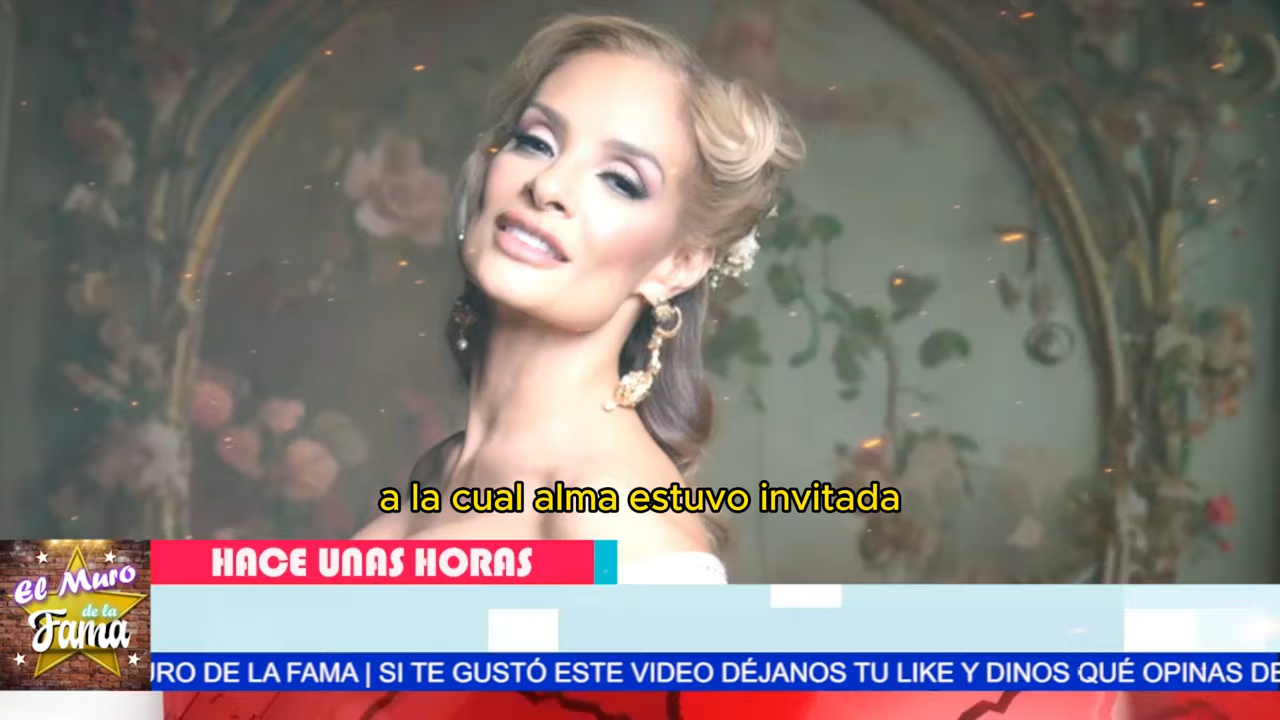 a la cual alma estuvo invitada
HACE UNAS HORAS
El Muro
de la
Fama
URO DE LA FAMA | SI TE GUSTÓ ESTE VIDEO DÉJANOS TU LIKE Y DINOS QUÉ OPINAS DE